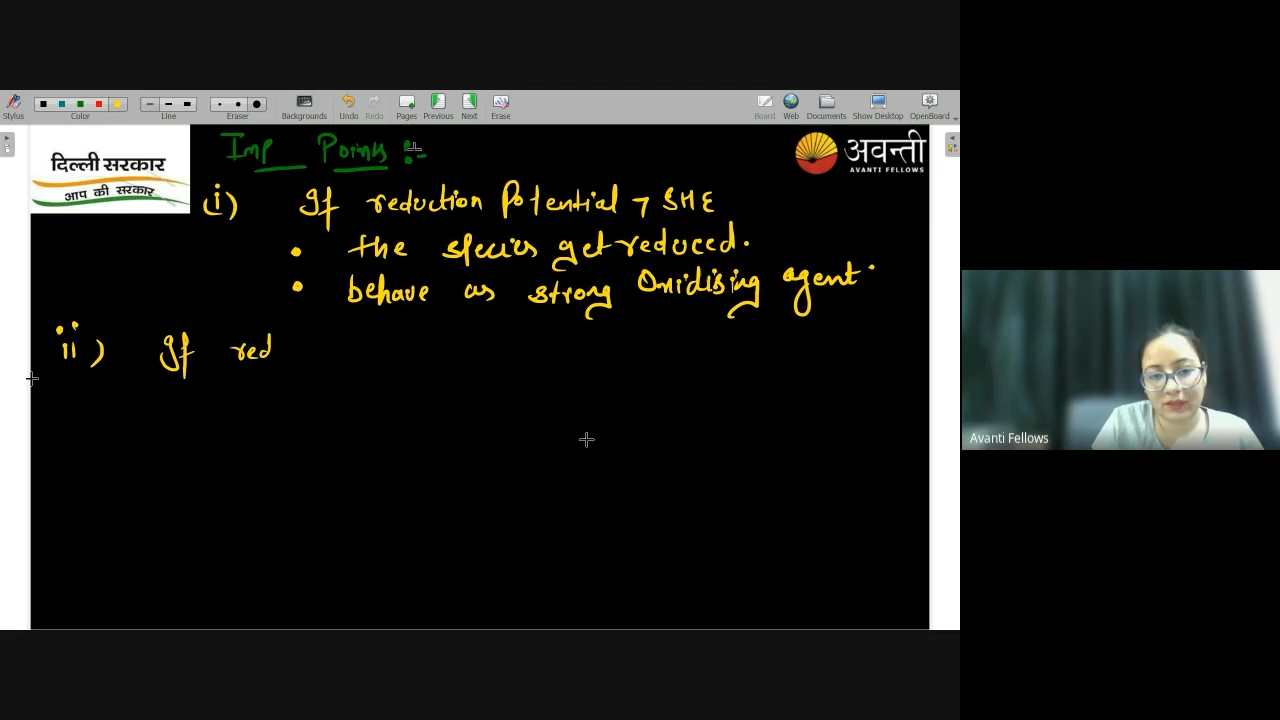 Stylus Color Line Eraser Backgrounds Undo Redo Pages Previous Next Erase Board Web Documents Show Desktop OpenBoard
दिल्ली सरकार
आप की सरकार
अवन्ती
AVANTI FELLOWS
Imp Points :-
(i) If reduction Potential > SHE
• the species get reduced.
• behave as strong Oxidising agent.
ii) If red
Avanti Fellows